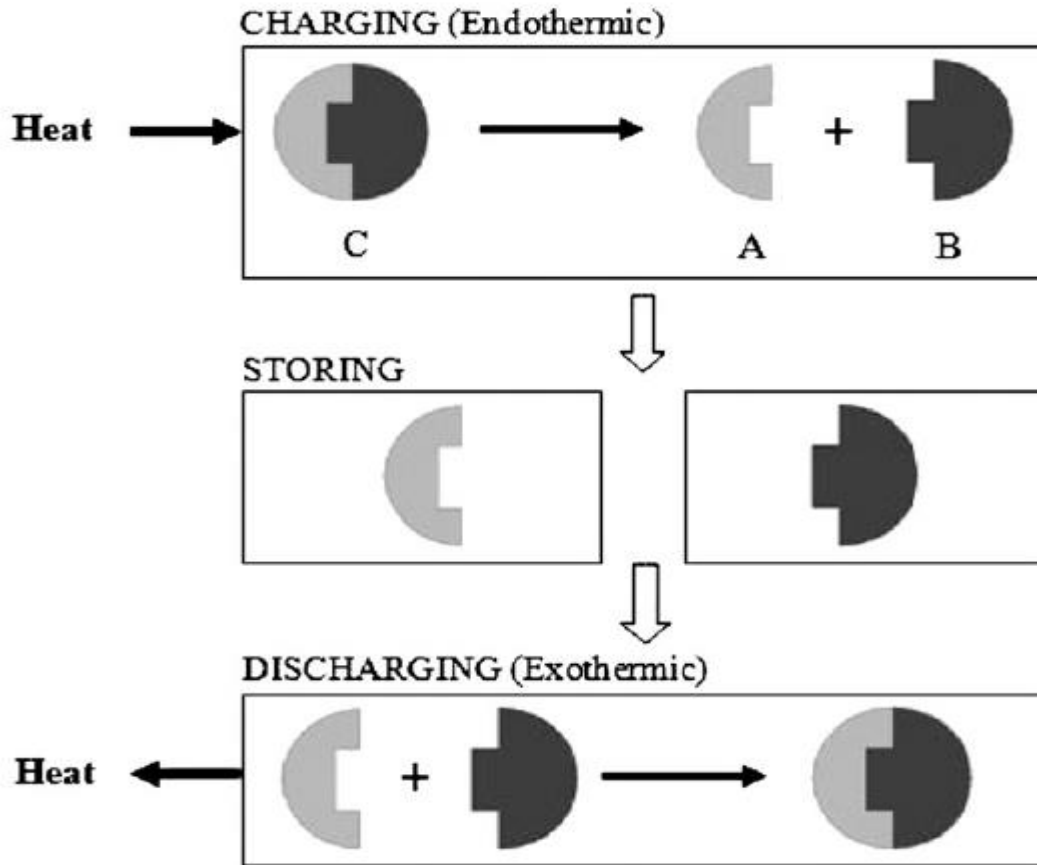 CHARGING (Endothermic)
Heat
+
C
A
B
STORING
DISCHARGING (Exothermic)
Heat
+